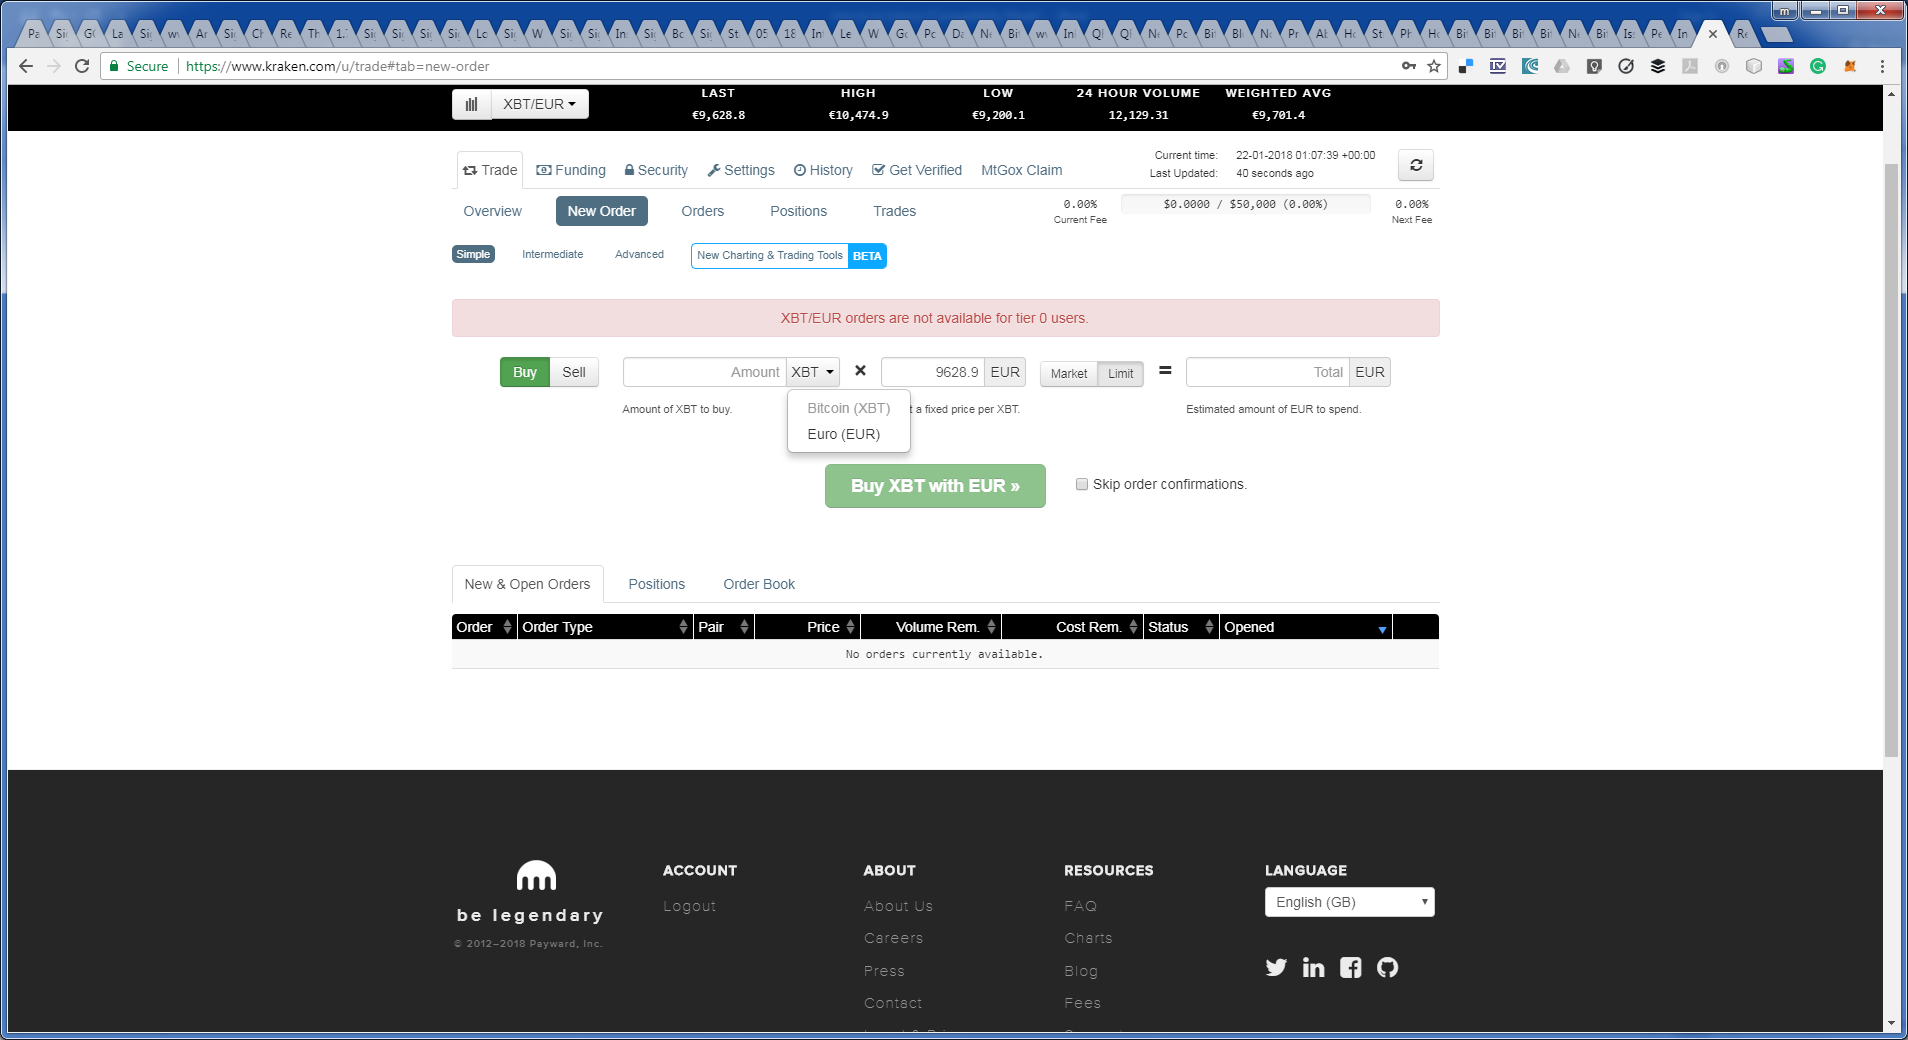 m
Secure https://www.kraken.com/u/trade#tab=new-order
XBT/EUR
LAST HIGH LOW 24 HOUR VOLUME WEIGHTED AVG
€9,628.8 €10,474.9 €9,200.1 12,129.31 €9,701.4
Trade Funding Security Settings History Get Verified MtGox Claim
Current time: 22-01-2018 01:07:39 +00:00
Last Updated: 40 seconds ago
Overview New Order Orders Positions Trades
0.00% $0.0000 / $50,000 (0.00%) 0.00%
Current Fee Next Fee
Simple Intermediate Advanced New Charting & Trading Tools BETA
XBT/EUR orders are not available for tier 0 users.
Buy Sell Amount XBT × 9628.9 EUR Market Limit = Total EUR
Amount of XBT to buy. t a fixed price per XBT. Estimated amount of EUR to spend.
Bitcoin (XBT)
Euro (EUR)
Buy XBT with EUR » Skip order confirmations.
New & Open Orders Positions Order Book
Order Order Type Pair Price Volume Rem. Cost Rem. Status Opened
No orders currently available.
be legendary
© 2012–2018 Payward, Inc.
ACCOUNT
Logout
ABOUT
About Us
Careers
Press
Contact
RESOURCES
FAQ
Charts
Blog
Fees
LANGUAGE
English (GB)